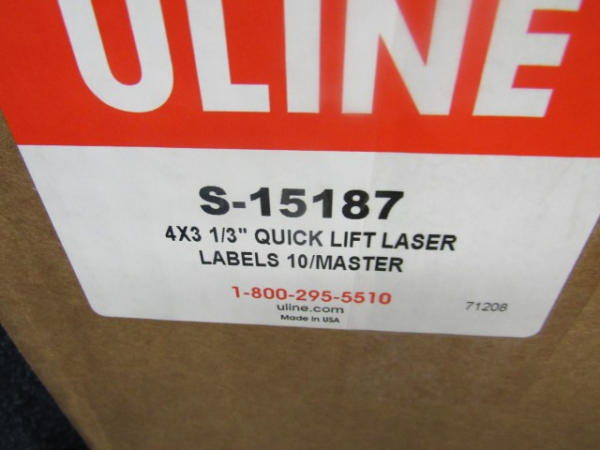 ULINE
S-15187
4X3 1/3" QUICK LIFT LASER
LABELS 10/MASTER
1-800-295-5510
uline.com
Made in USA
71208